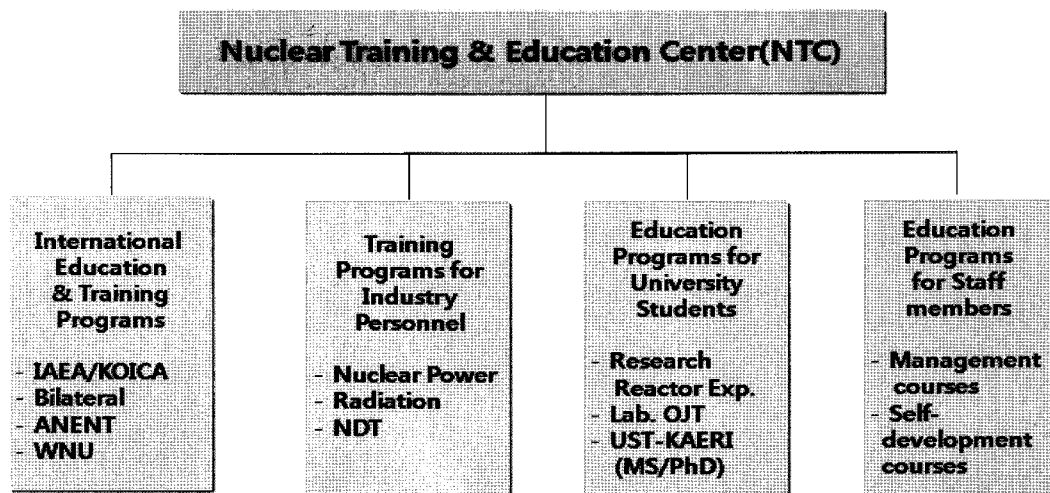 Nuclear Training & Education Center(NTC)
International
Education
& Training
Programs
- IAEA/KOICA
- Bilateral
- ANENT
- WNU
Training
Programs for
Industry
Personnel
- Nuclear Power
- Radiation
- NDT
Education
Programs for
University
Students
- Research
Reactor Exp.
- Lab. OJT
- UST-KAERI
(MS/PhD)
Education
Programs
for Staff
members
- Management
courses
- Self-
development
courses